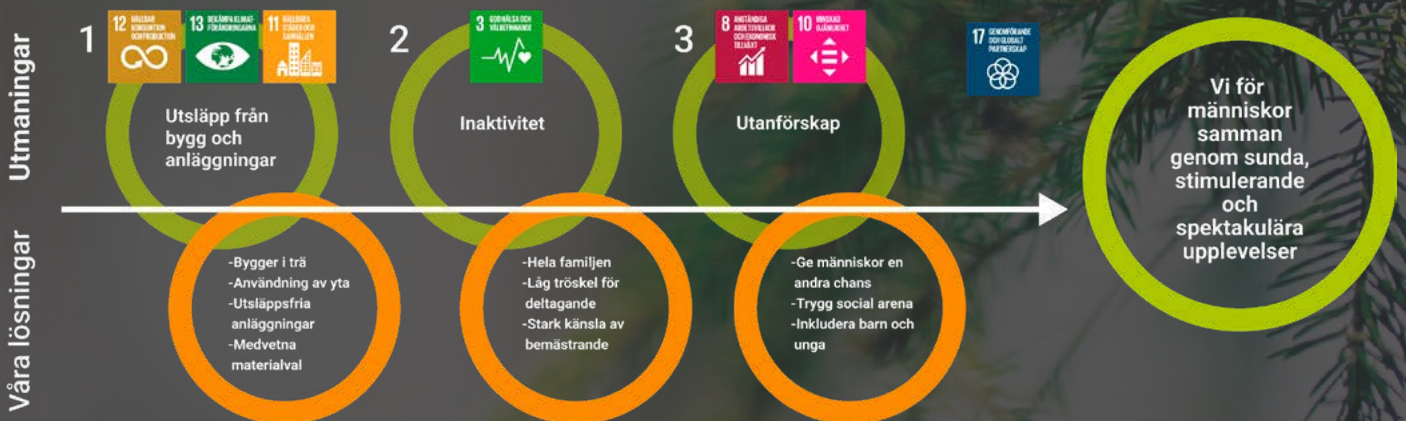 Utmaningar
1
12 HÅLLBAR
KONSUMTION
OCH PRODUKTION
13 BEKÄMPA KLIMAT-
FÖRÄNDRINGARNA
11 HÅLLBARA
STÄDER OCH
SAMHÄLLEN
Utsläpp från
bygg och
anläggningar
2
3 GOD HÄLSA OCH
VÄLBEFINNANDE
Inaktivitet
3
8 ANSTÄNDIGA
ARBETSVILLKOR
OCH EKONOMISK
TILLVÄXT
10 MINSKAD
OJÄMLIKHET
Utanförskap
17 GENOMFÖRANDE
OCH GLOBALT
PARTNERSKAP
Vi för
människor
samman
genom sunda,
stimulerande
och
spektakulära
upplevelser
Våra lösningar
-Bygger i trä
-Användning av yta
-Utsläppsfria
anläggningar
-Medvetna
materialval
-Hela familjen
-Låg tröskel för
deltagande
-Stark känsla av
bemästrande
-Ge människor en
andra chans
-Trygg social arena
-Inkludera barn och
unga